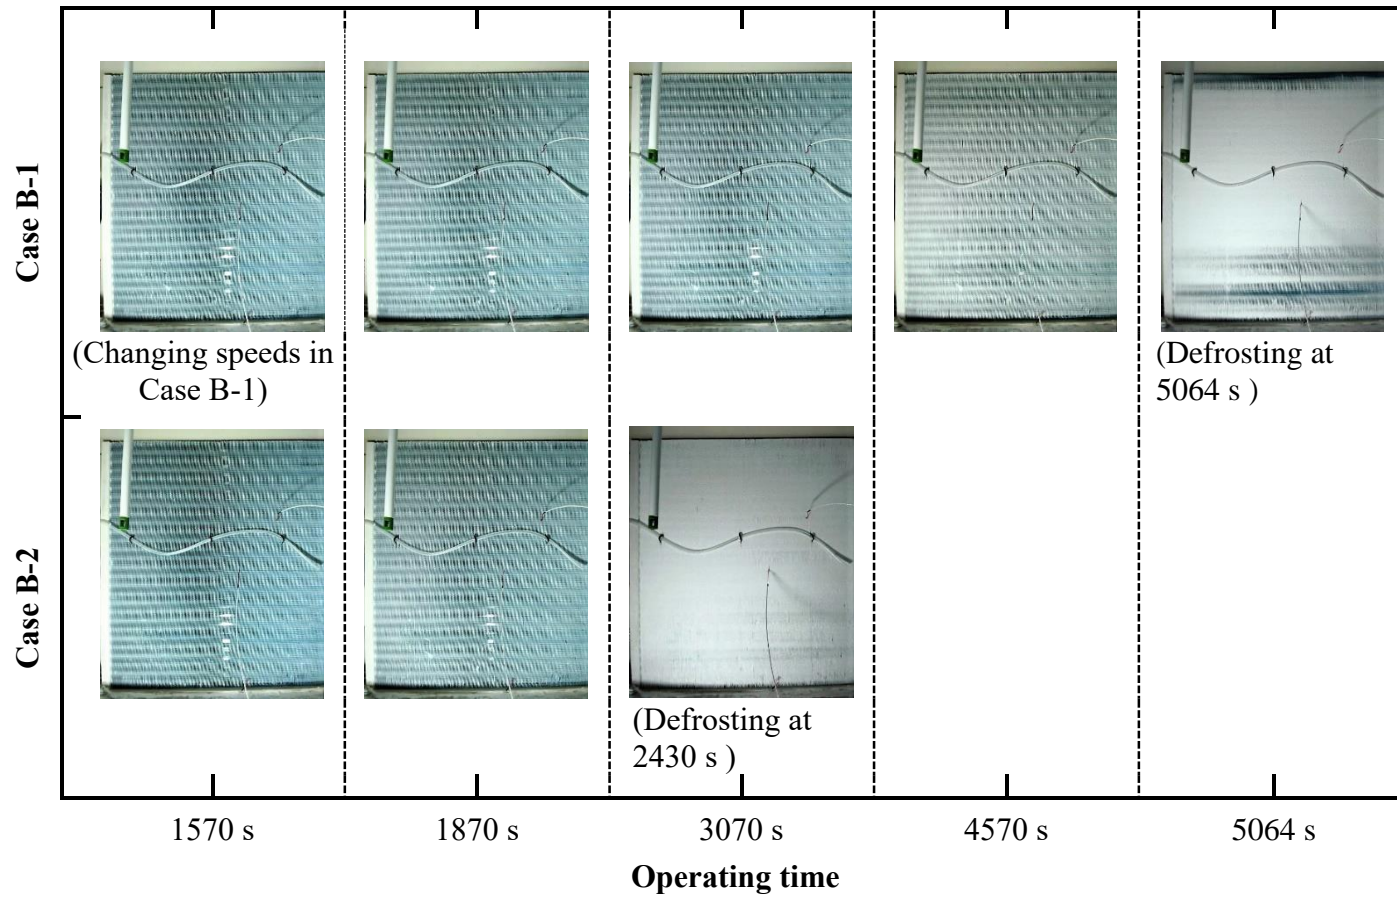 Case B-1
(Changing speeds in
Case B-1)
(Defrosting at
5064 s )
Case B-2
(Defrosting at
2430 s )
1570 s
1870 s
3070 s
4570 s
5064 s
Operating time